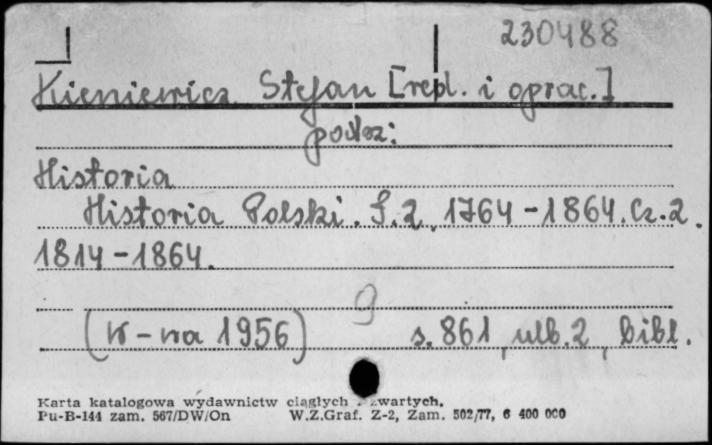 230488
Kieniewicz Stefan [red. i oprac.]
podez:
Historia
Historia Polski. T.2. 1764-1864. Cz.2.
1814-1864.
9
(W-wa 1956) s. 861, nlb. 2, bibl.
Karta katalogowa wydawnictw ciągłych i zwartych.
Pu-B-144 zam. 567/DW/On W.Z.Graf. Z-2, Zam. 502/77, 6 400 000